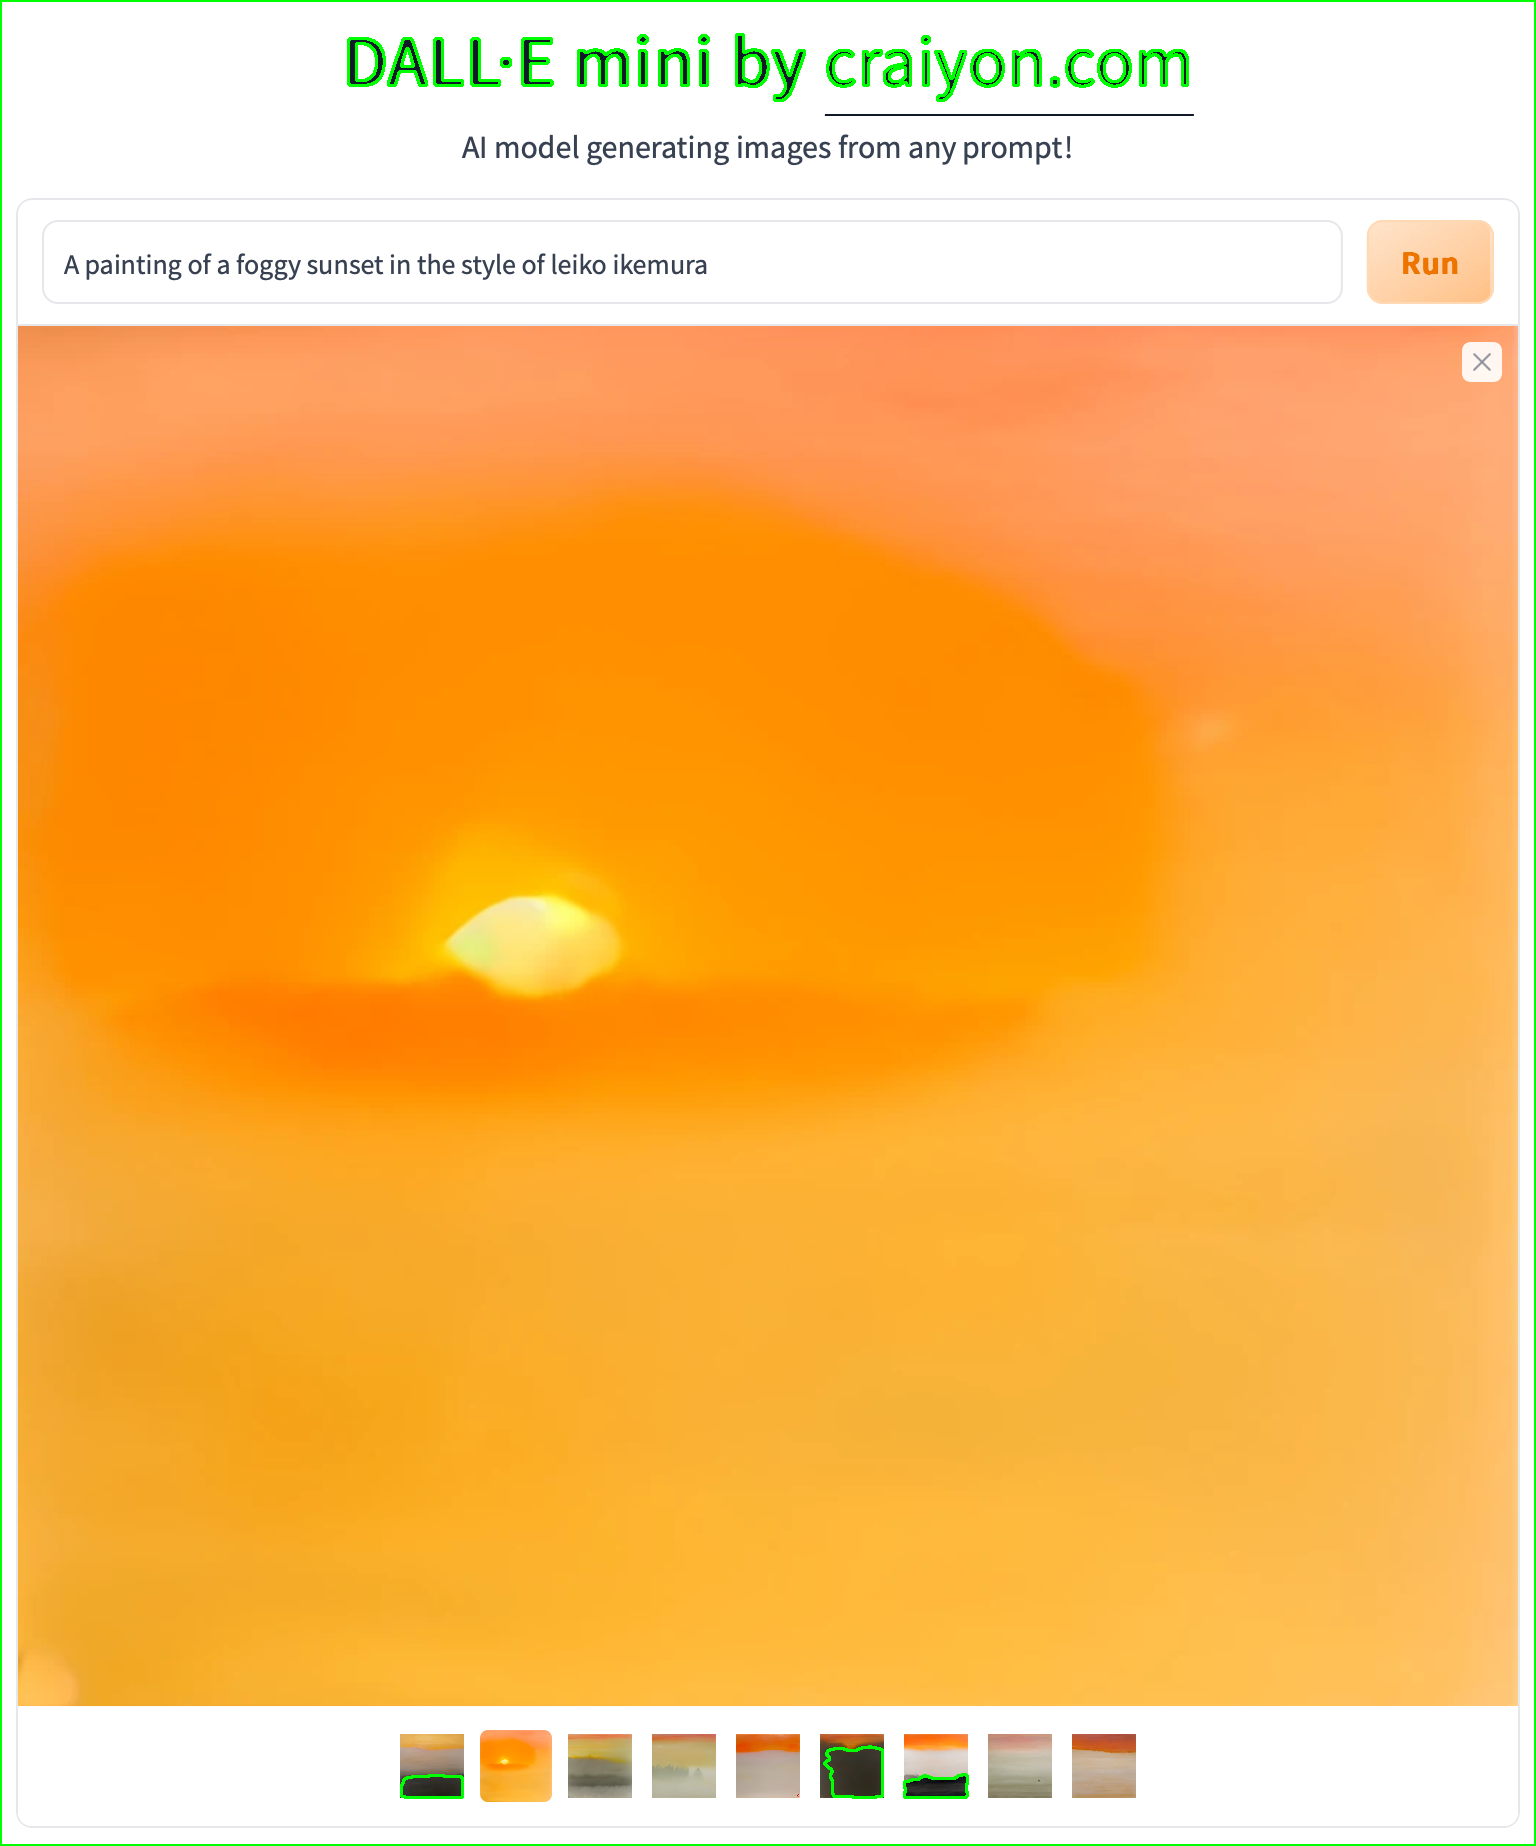 DALL·E mini by craiyon.com
AI model generating images from any prompt!
A painting of a foggy sunset in the style of leiko ikemura
Run